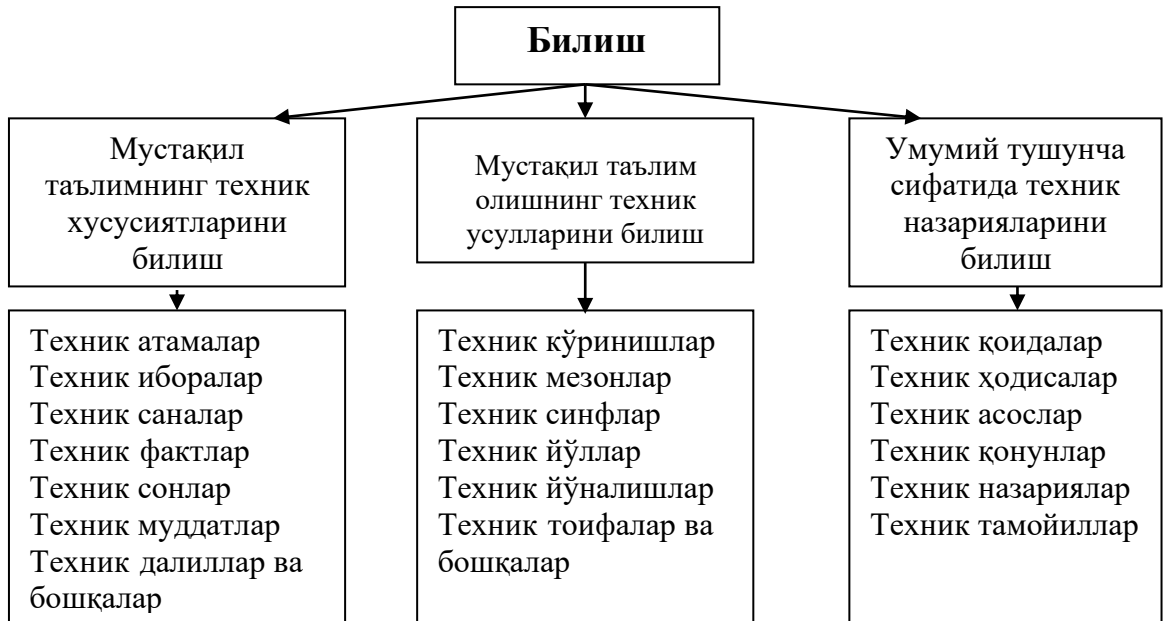 Билиш
Мустақил
таълимнинг техник
хусусиятларини
билиш
Мустақил таълим
олишнинг техник
усулларини билиш
Умумий тушунча
сифатида техник
назарияларини
билиш
Техник атамалар
Техник иборалар
Техник саналар
Техник фактлар
Техник сонлар
Техник муддатлар
Техник далиллар ва
бошқалар
Техник кўринишлар
Техник мезонлар
Техник синфлар
Техник йўллар
Техник йўналишлар
Техник тоифалар ва
бошқалар
Техник қоидалар
Техник ҳодисалар
Техник асослар
Техник қонунлар
Техник назариялар
Техник тамойиллар